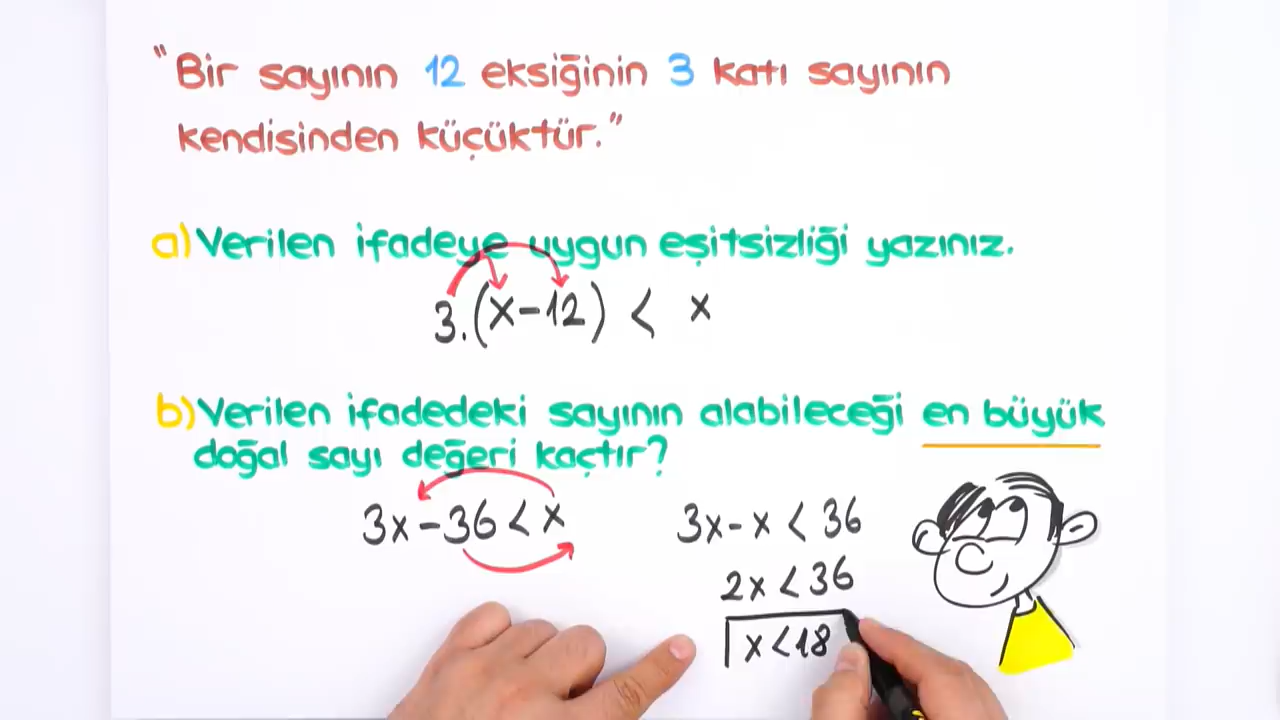 "Bir sayının 12 eksiğinin 3 katı sayının
kendisinden küçüktür."
a) Verilen ifadeye uygun eşitsizliği yazınız.
3.(x-12) < x
b) Verilen ifadedeki sayının alabileceği en büyük
doğal sayı değeri kaçtır?
3x-36<x
3x-x<36
2x<36
x<18